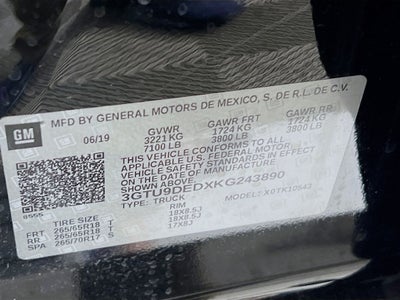 MFD BY GENERAL MOTORS DE MEXICO, S. DE R.L. DE C.V.
GM 06/19 GVWR GAWR FRT GAWR RR
3221 KG 1724 KG 1724 KG
7100 LB 3800 LB 3800 LB
THIS VEHICLE CONFORMS TO ALL
APPLICABLE U.S. FEDERAL MOTOR
VEHICLE SAFETY STANDARDS IN EFFECT
ON THE DATE OF MANUFACTURE SHOWN ABOVE.
3GTU9DEDXKG243890
TYPE: TRUCK MODEL: X0TK10543
8555
TIRE SIZE RIM
FRT 265/65R18 T 18X8.5J
RR 265/65R18 T 18X8.5J
SPA 265/70R17 S 17X8J